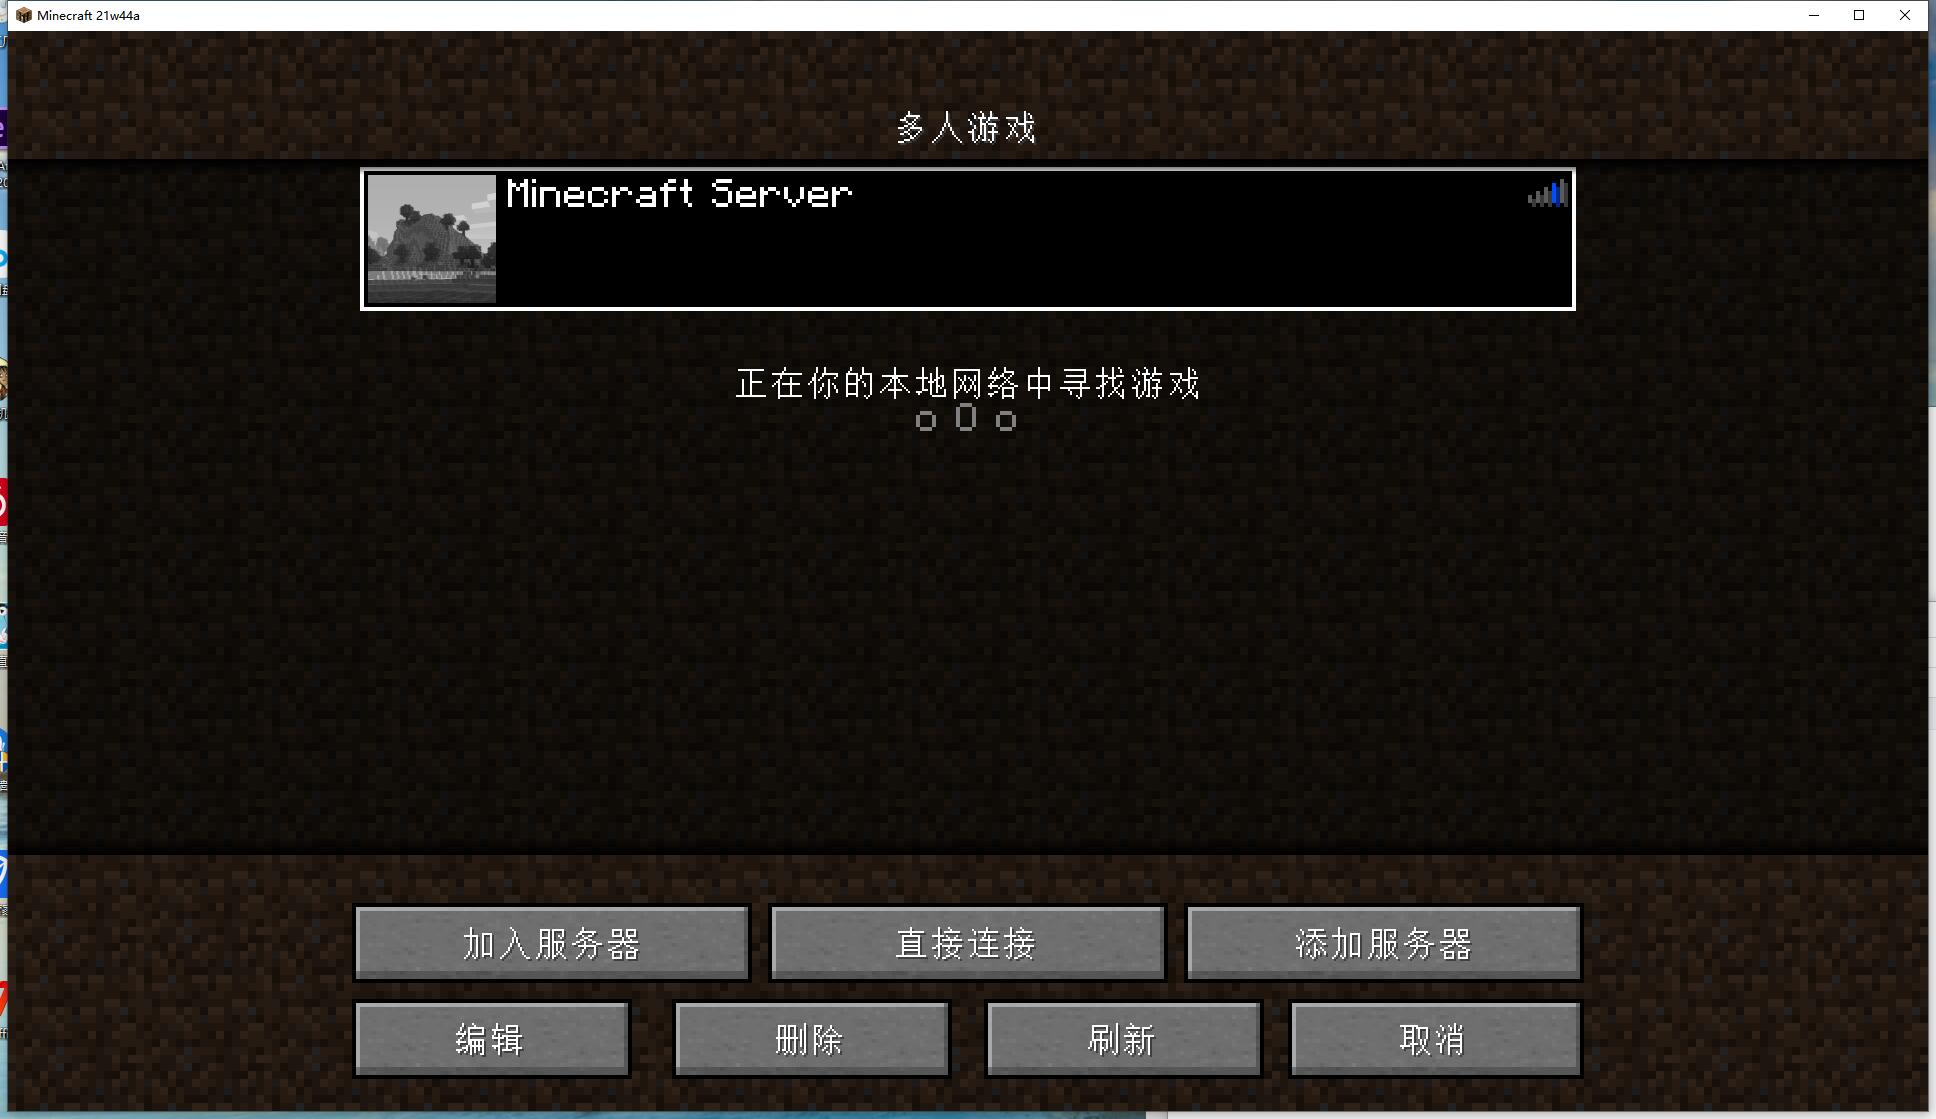 Minecraft 21w44a
多人游戏
Minecraft Server
正在你的本地网络中寻找游戏
o O o
加入服务器
直接连接
添加服务器
编辑
删除
刷新
取消